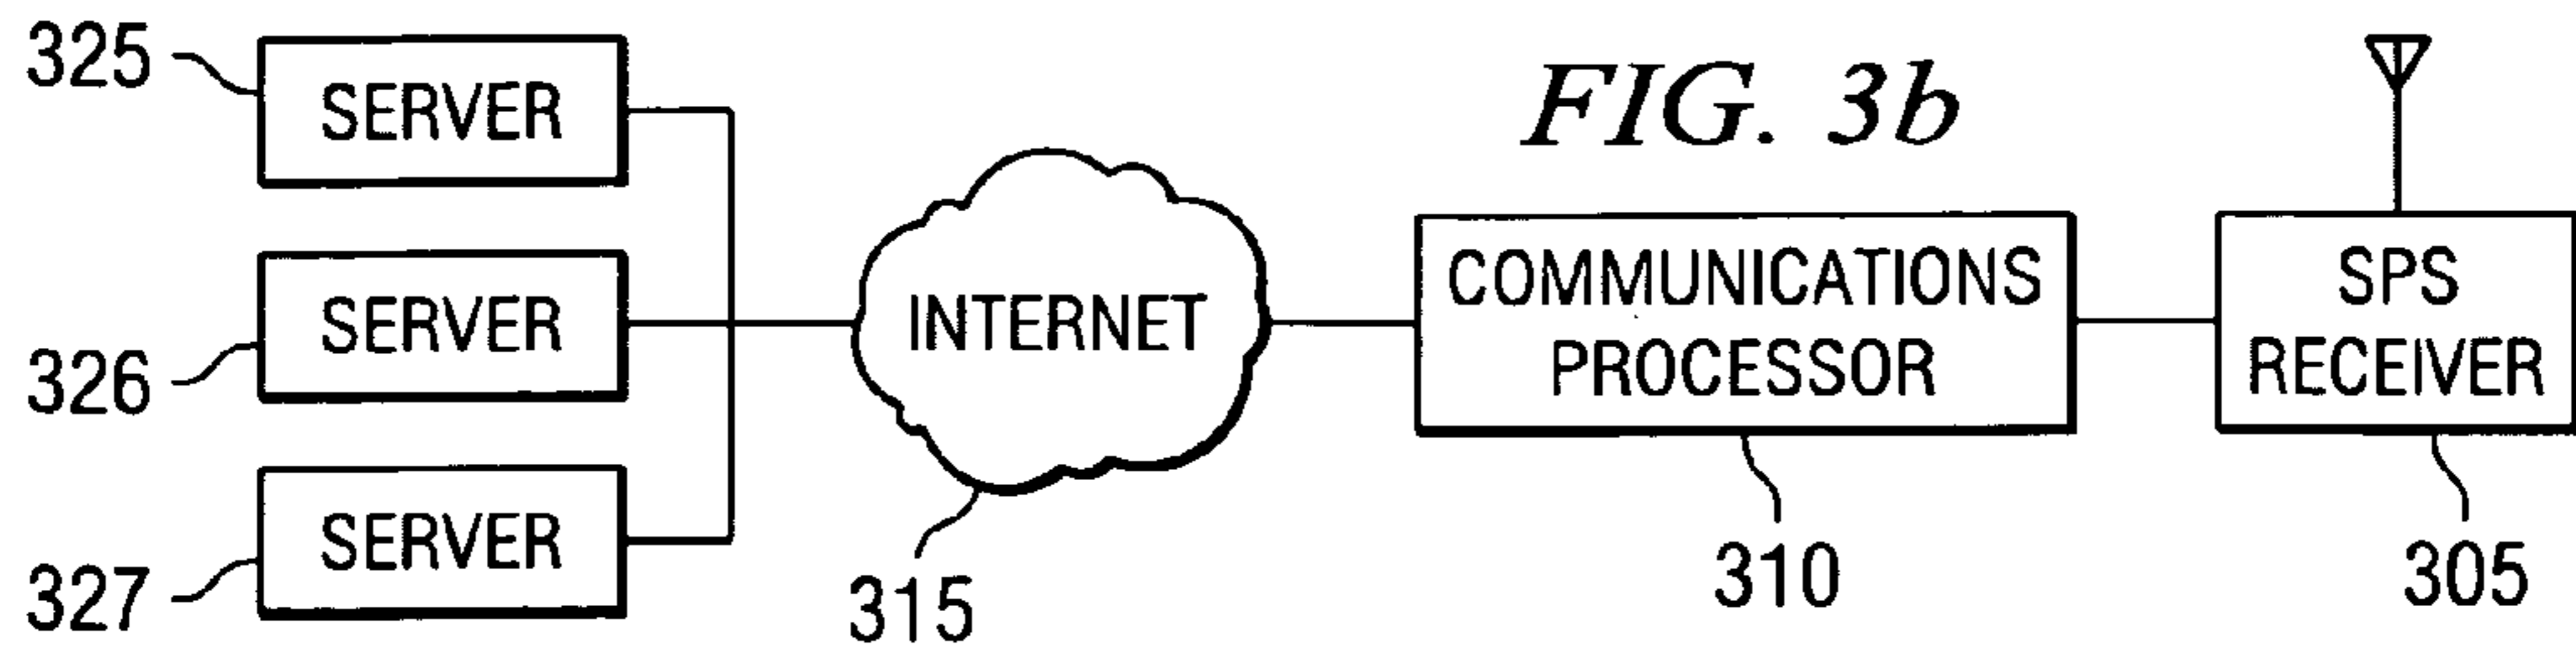 FIG. 3b
325
SERVER
326
SERVER
327
SERVER
INTERNET
315
COMMUNICATIONS
PROCESSOR
310
SPS
RECEIVER
305